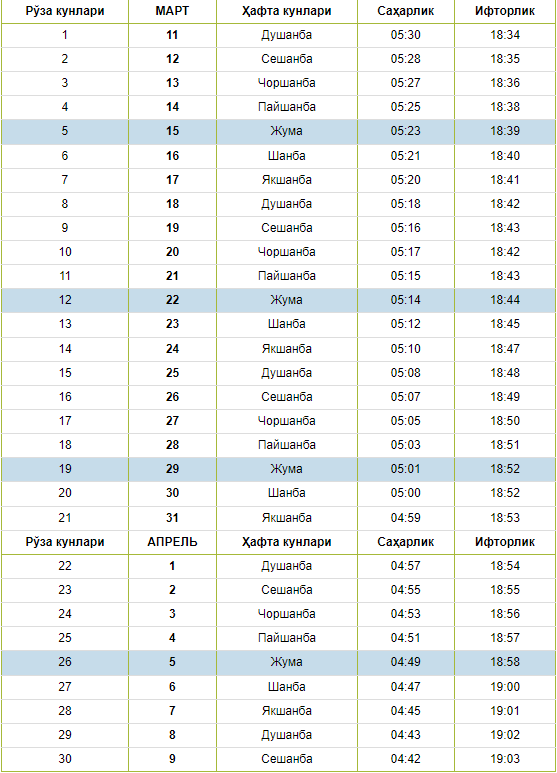 Рўза кунлари МАРТ Ҳафта кунлари Саҳарлик Ифторлик
1 11 Душанба 05:30 18:34
2 12 Сешанба 05:28 18:35
3 13 Чоршанба 05:27 18:36
4 14 Пайшанба 05:25 18:38
5 15 Жума 05:23 18:39
6 16 Шанба 05:21 18:40
7 17 Якшанба 05:20 18:41
8 18 Душанба 05:18 18:42
9 19 Сешанба 05:16 18:43
10 20 Чоршанба 05:17 18:42
11 21 Пайшанба 05:15 18:43
12 22 Жума 05:14 18:44
13 23 Шанба 05:12 18:45
14 24 Якшанба 05:10 18:47
15 25 Душанба 05:08 18:48
16 26 Сешанба 05:07 18:49
17 27 Чоршанба 05:05 18:50
18 28 Пайшанба 05:03 18:51
19 29 Жума 05:01 18:52
20 30 Шанба 05:00 18:52
21 31 Якшанба 04:59 18:53
Рўза кунлари АПРЕЛЬ Ҳафта кунлари Саҳарлик Ифторлик
22 1 Душанба 04:57 18:54
23 2 Сешанба 04:55 18:55
24 3 Чоршанба 04:53 18:56
25 4 Пайшанба 04:51 18:57
26 5 Жума 04:49 18:58
27 6 Шанба 04:47 19:00
28 7 Якшанба 04:45 19:01
29 8 Душанба 04:43 19:02
30 9 Сешанба 04:42 19:03